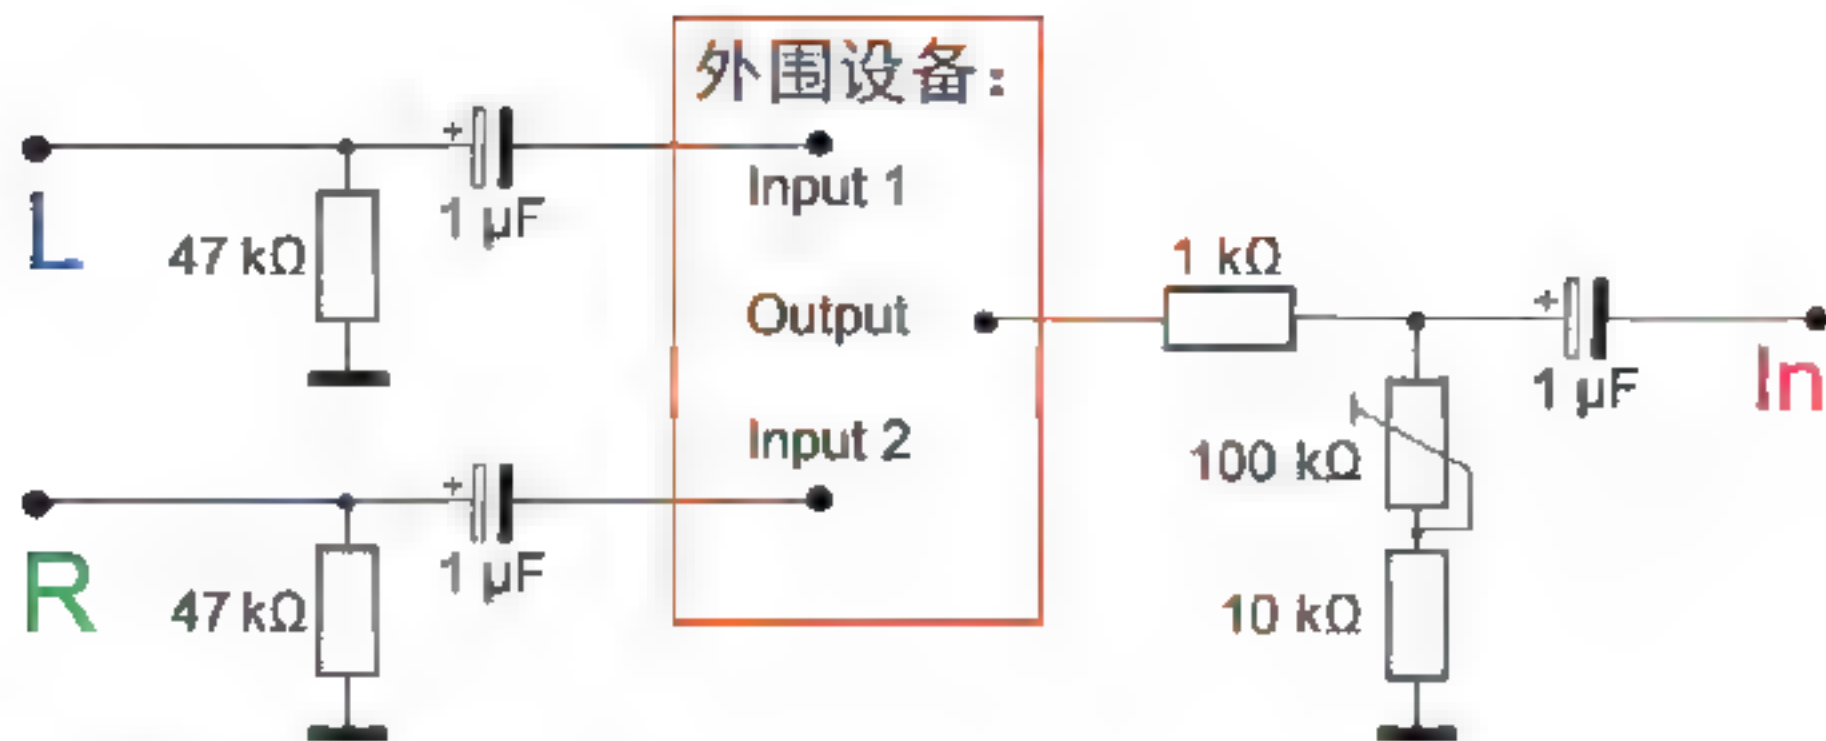 外围设备：
L
47 kΩ
+
1 µF
Input 1
Output
1 kΩ
+
1 µF
In
100 kΩ
10 kΩ
Input 2
R
47 kΩ
+
1 µF